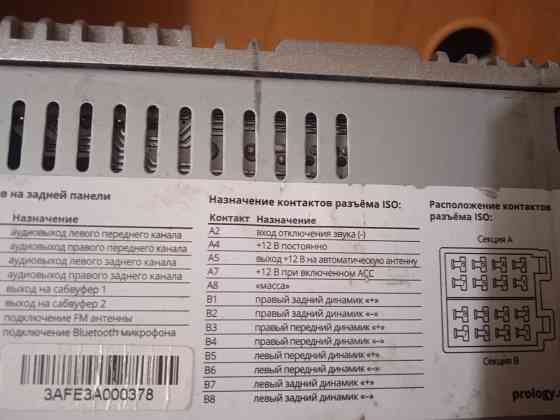 в на задней панели
Назначение
аудиовыход левого переднего канала
аудиовыход правого переднего канала
аудиовыход левого заднего канала
аудиовыход правого заднего канала
выход на сабвуфер 1
выход на сабвуфер 2
подключение FM антенны
подключение Bluetooth микрофона
3AFE3A000378
Назначение контактов разъёма ISO:
Контакт Назначение
A2 вход отключения звука (-)
A4 +12 В постоянно
A5 выход +12 В на автоматическую антенну
A7 +12 В при включенном ACC
A8 «масса»
B1 правый задний динамик «+»
B2 правый задний динамик «–»
B3 правый передний динамик «+»
B4 правый передний динамик «–»
B5 левый передний динамик «+»
B6 левый передний динамик «–»
B7 левый задний динамик «+»
B8 левый задний динамик «–»
Расположение контактов
разъёма ISO:
Секция A
Секция B
prology.